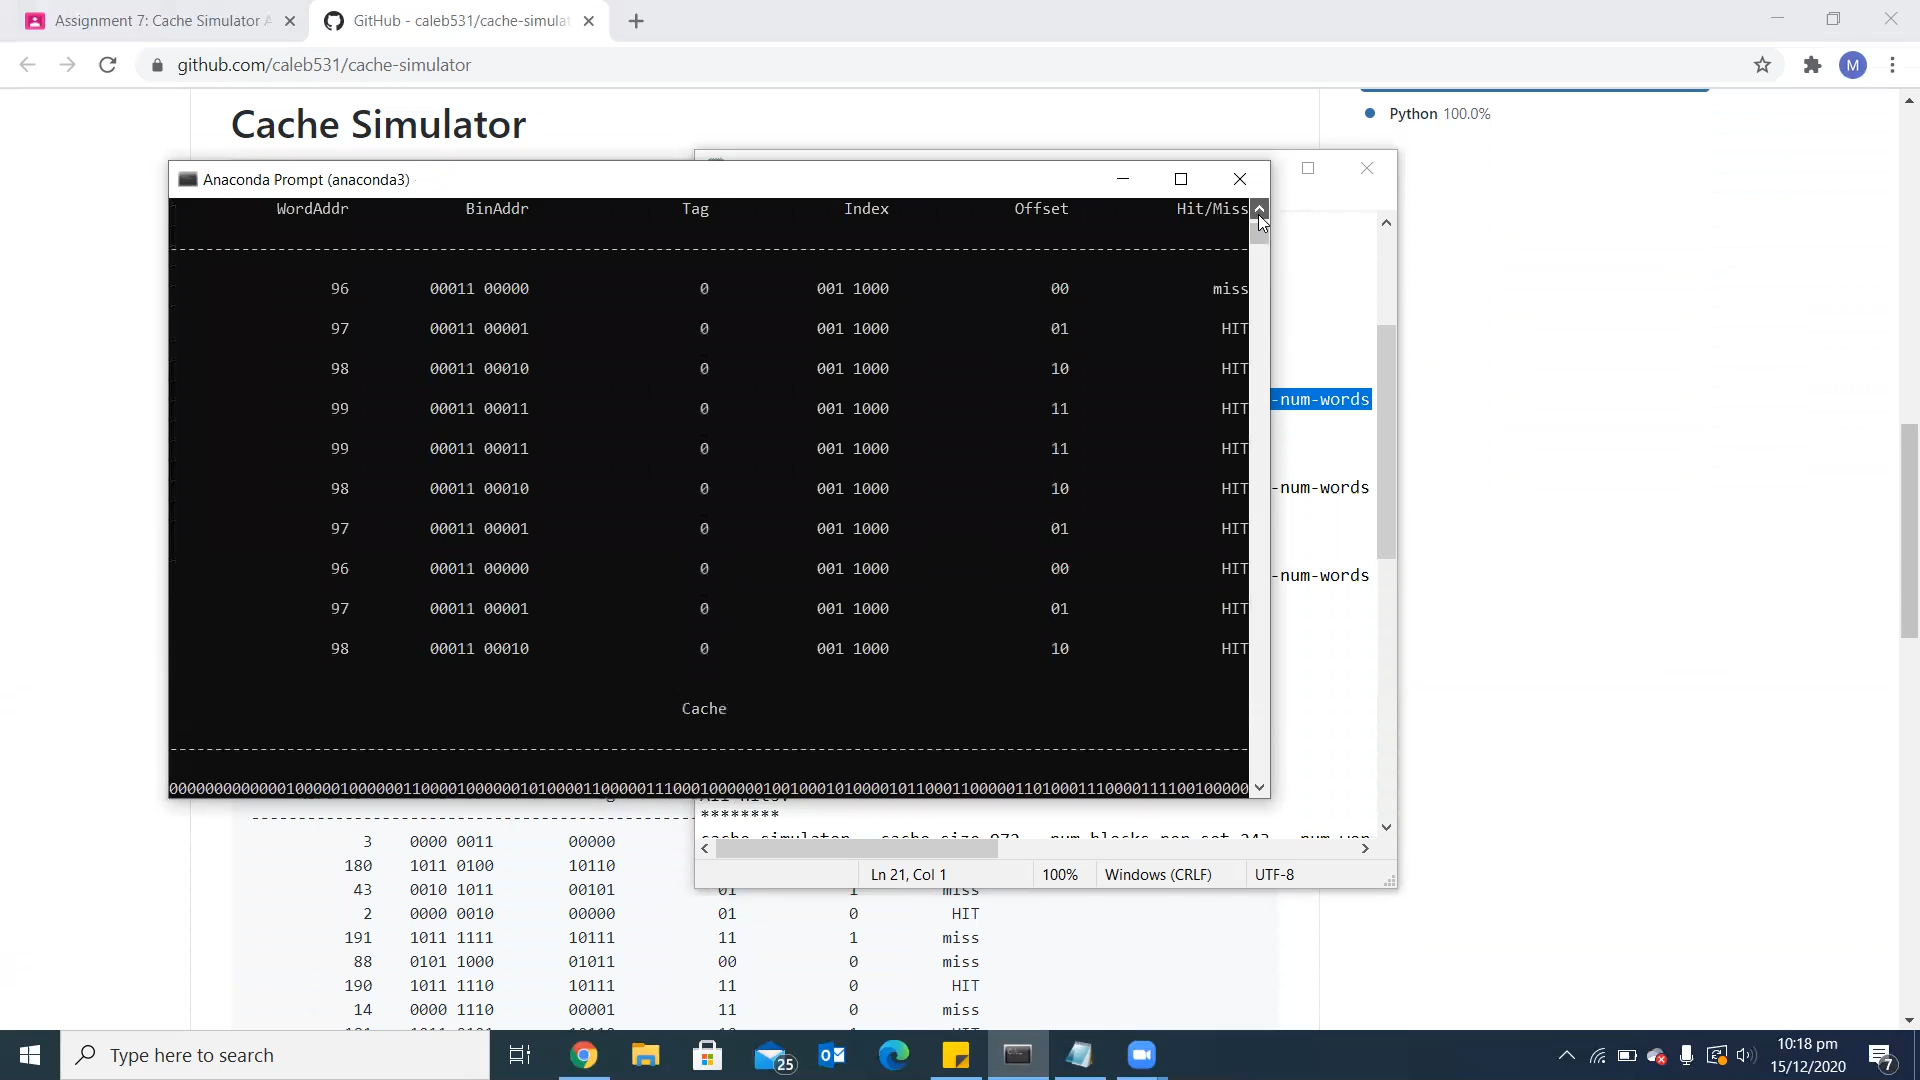 Assignment 7: Cache Simulator A
GitHub - caleb531/cache-simulat
github.com/caleb531/cache-simulator
M
Cache Simulator
Python 100.0%
Anaconda Prompt (anaconda3)
WordAddr BinAddr Tag Index Offset Hit/Miss
--------------------------------------------------------------------------------------------------------------------------
96 00011 00000 0 001 1000 00 miss
97 00011 00001 0 001 1000 01 HIT
98 00011 00010 0 001 1000 10 HIT
99 00011 00011 0 001 1000 11 HIT
99 00011 00011 0 001 1000 11 HIT
98 00011 00010 0 001 1000 10 HIT
97 00011 00001 0 001 1000 01 HIT
96 00011 00000 0 001 1000 00 HIT
97 00011 00001 0 001 1000 01 HIT
98 00011 00010 0 001 1000 10 HIT
Cache
--------------------------------------------------------------------------------------------------------------------------
000000000000010000010000001100001000000101000011000001110001000000100100010100001011000110000011010001110000111100100000
-num-words
-num-words
-num-words
********
Ln 21, Col 1
100%
Windows (CRLF)
UTF-8
3 0000 0011 00000
180 1011 0100 10110
43 0010 1011 00101 01 1 miss
2 0000 0010 00000 01 0 HIT
191 1011 1111 10111 11 1 miss
88 0101 1000 01011 00 0 miss
190 1011 1110 10111 11 0 HIT
14 0000 1110 00001 11 0 miss
Type here to search
25
10:18 pm
15/12/2020
7